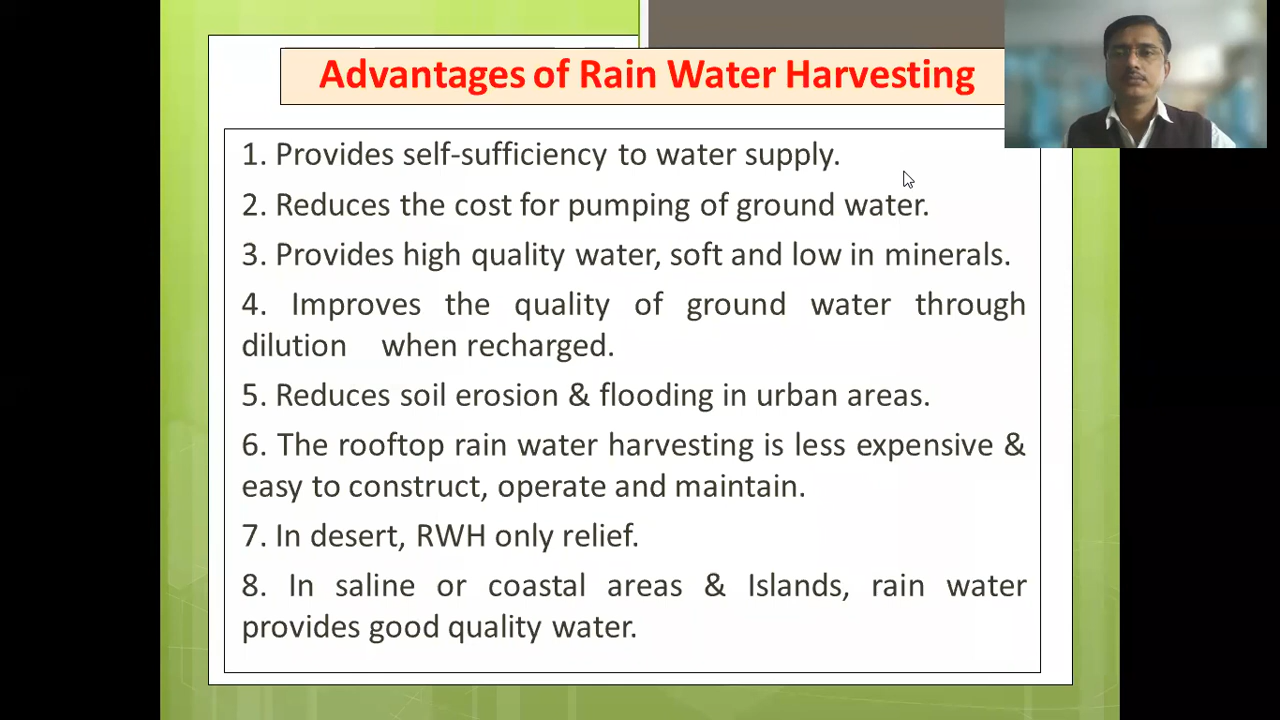 Advantages of Rain Water Harvesting
1. Provides self-sufficiency to water supply.
2. Reduces the cost for pumping of ground water.
3. Provides high quality water, soft and low in minerals.
4. Improves the quality of ground water through
dilution when recharged.
5. Reduces soil erosion & flooding in urban areas.
6. The rooftop rain water harvesting is less expensive &
easy to construct, operate and maintain.
7. In desert, RWH only relief.
8. In saline or coastal areas & Islands, rain water
provides good quality water.